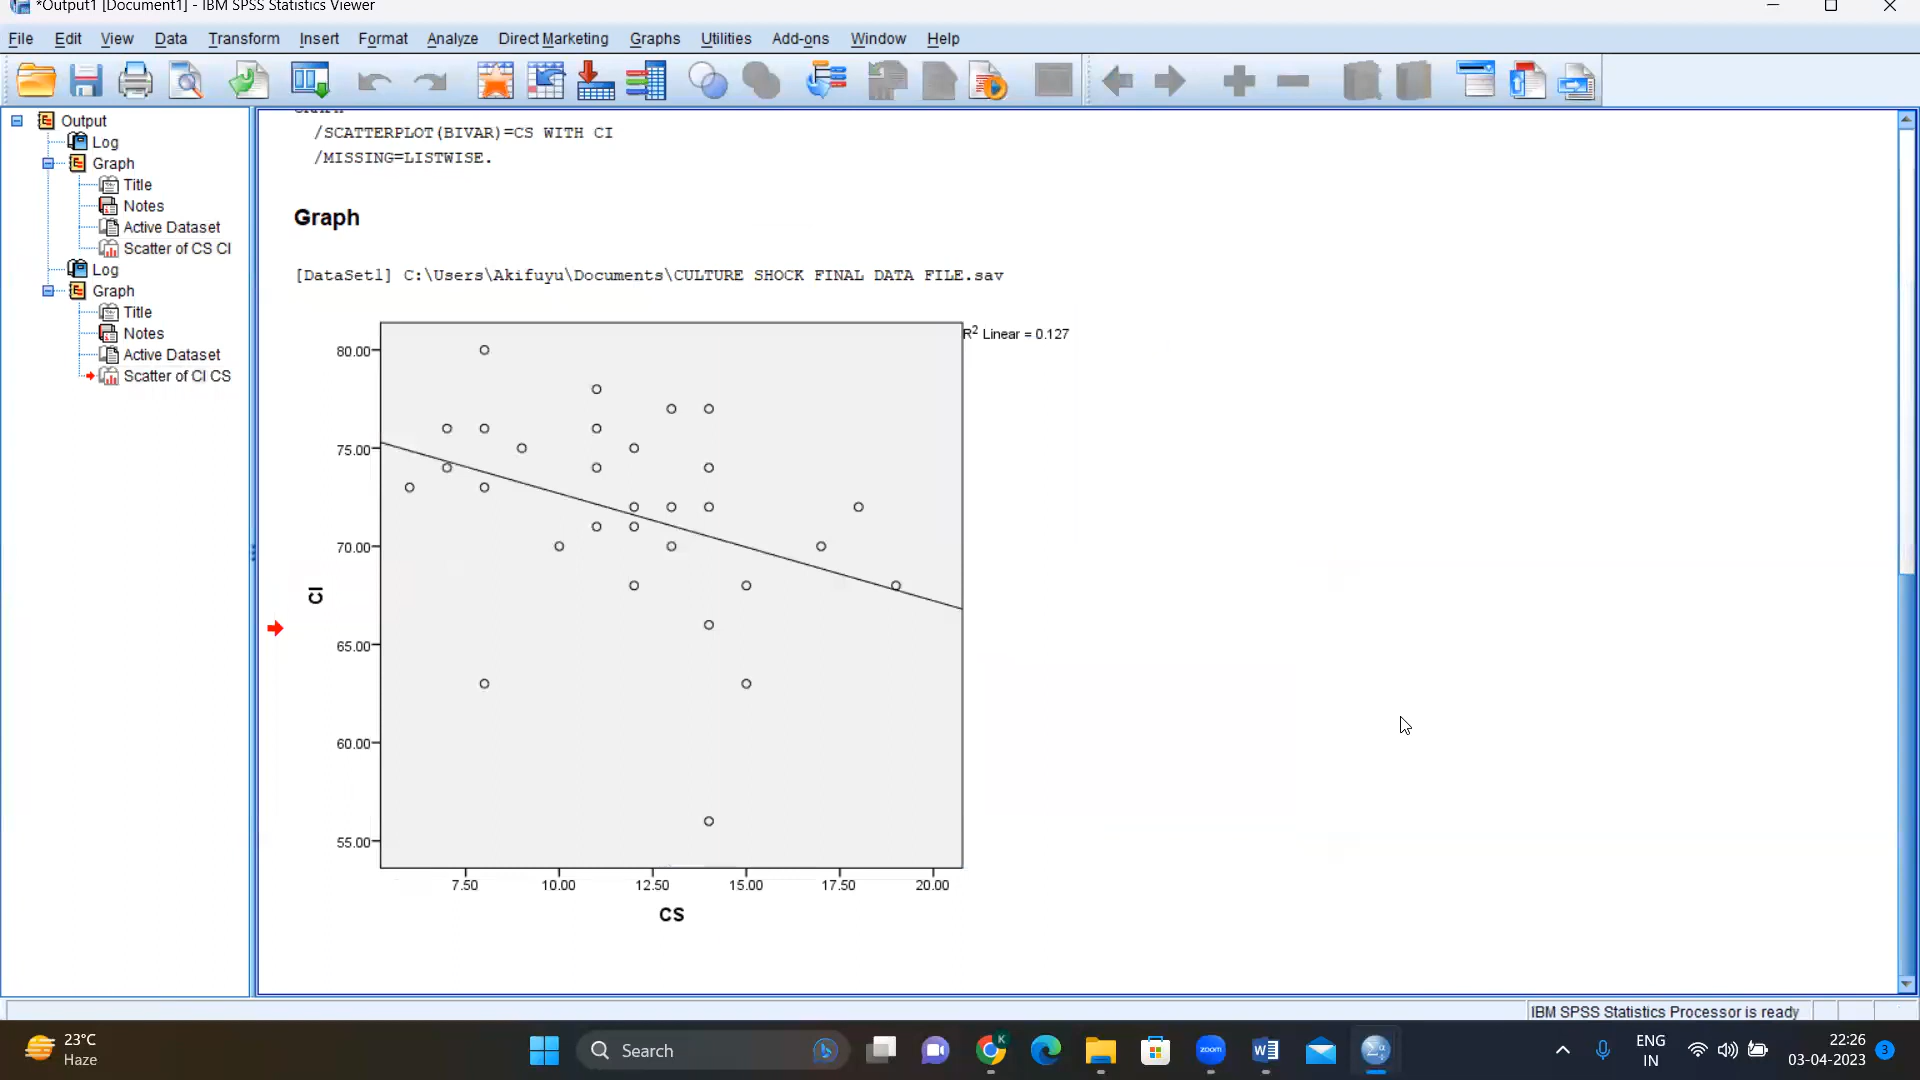 *Output1 [Document1] - IBM SPSS Statistics Viewer
File Edit View Data Transform Insert Format Analyze Direct Marketing Graphs Utilities Add-ons Window Help
Output
Log
Graph
Title
Notes
Active Dataset
Scatter of CS CI
Log
Graph
Title
Notes
Active Dataset
Scatter of CI CS
/SCATTERPLOT(BIVAR)=CS WITH CI
/MISSING=LISTWISE.
Graph
[DataSet1] C:\Users\Akifuyu\Documents\CULTURE SHOCK FINAL DATA FILE.sav
R2 Linear = 0.127
80.00
75.00
70.00
65.00
60.00
55.00
CI
7.50 10.00 12.50 15.00 17.50 20.00
CS
IBM SPSS Statistics Processor is ready
23°C
Haze
Search
K
zoom
W
Σα
ENG
IN
22:26
03-04-2023
3